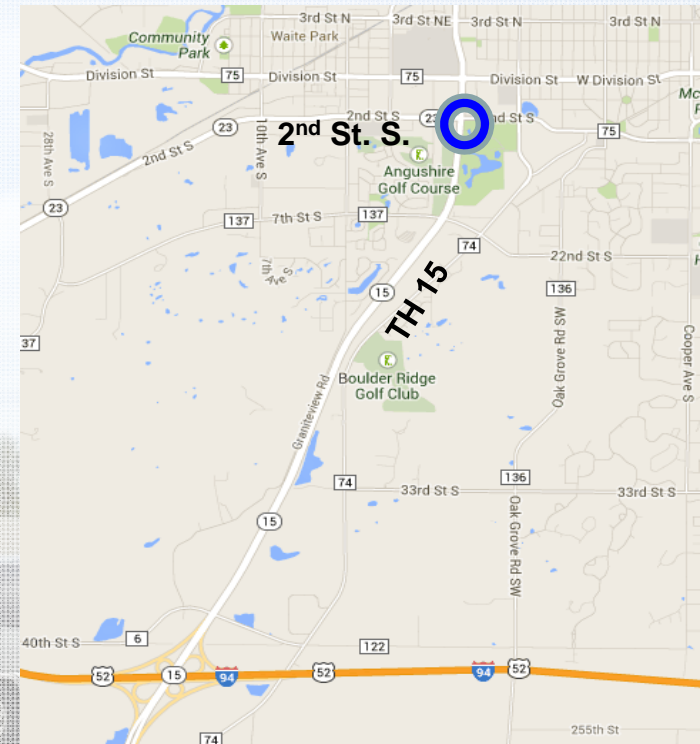 3rd St N
3rd St NE
3rd St N
3rd St N
Community
Park
Waite Park
Division St
75
Division St
75
Division St
W Division St
2nd St S
23
nd St S
23
2nd St. S.
75
28th Ave S
10th Ave S
2nd St S
Angushire
Golf Course
23
137
7th St S
137
74
22nd St S
7th
Ave S
15
TH 15
136
37
Oak Grove Rd SW
Cooper Ave S
Boulder Ridge
Golf Club
Graniteview Rd
74
33rd St S
136
33rd St S
15
Oak Grove Rd SW
40th St S
6
122
52
15
94
52
94
52
74
255th St